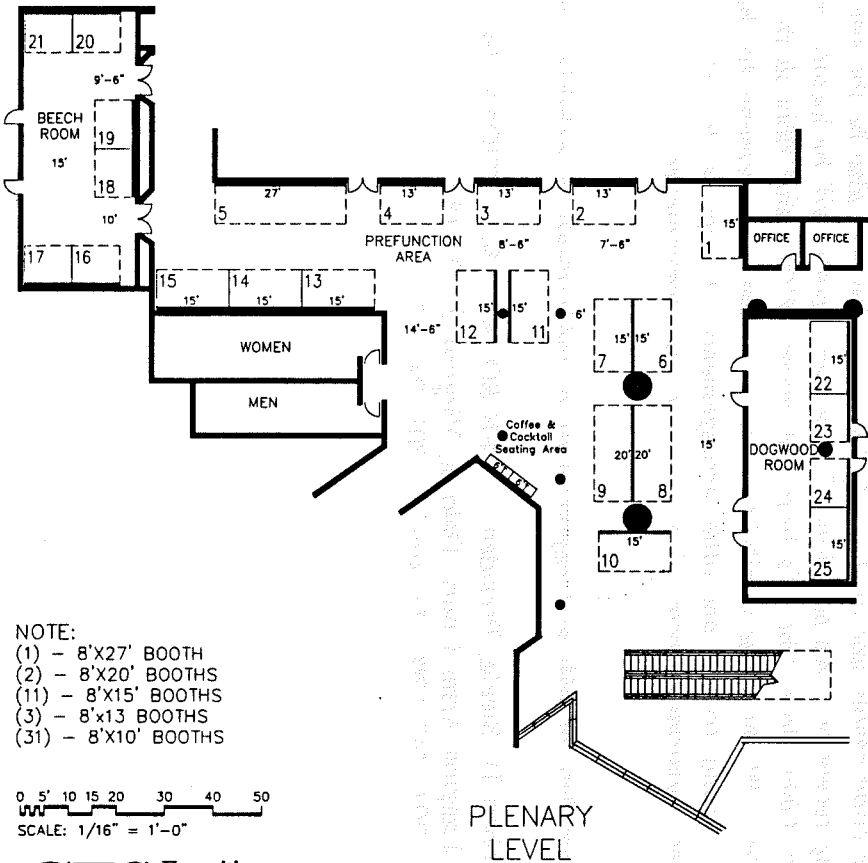 21 20
9'-6"
BEECH
ROOM
15'
19
18
10'
17 16
27' 13' 13' 13'
5 4 3 2
15'
1
OFFICE OFFICE
PREFUNCTION
AREA
8'-6" 7'-6"
15 14 13
15' 15' 15'
14'-6"
15' 15'
12 11
6'
15' 15'
7 6
WOMEN
MEN
15'
22
23
DOGWOOD
ROOM
24
15'
25
15'
Coffee &
Cocktail
Seating Area
6' 6'
20' 20'
9 8
15'
10
NOTE:
(1) – 8'X27' BOOTH
(2) – 8'X20' BOOTHS
(11) – 8'X15' BOOTHS
(3) – 8'x13 BOOTHS
(31) – 8'X10' BOOTHS
0 5' 10 15 20 30 40 50
SCALE: 1/16" = 1'-0"
PLENARY
LEVEL